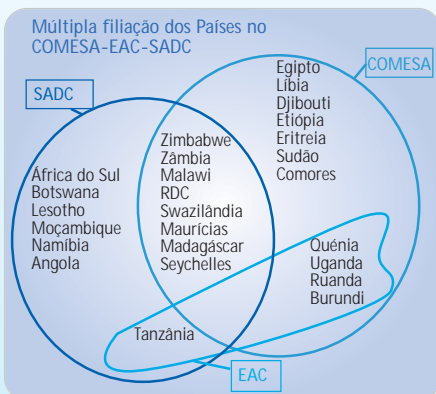 Múltipla filiação dos Países no
COMESA-EAC-SADC
COMESA
SADC
Egipto
Líbia
Djibouti
Etiópia
Eritreia
Sudão
Comores
Zimbabwe
Zâmbia
Malawi
RDC
Swazilândia
Maurícias
Madagáscar
Seychelles
África do Sul
Botswana
Lesotho
Moçambique
Namíbia
Angola
Quénia
Uganda
Ruanda
Burundi
Tanzânia
EAC